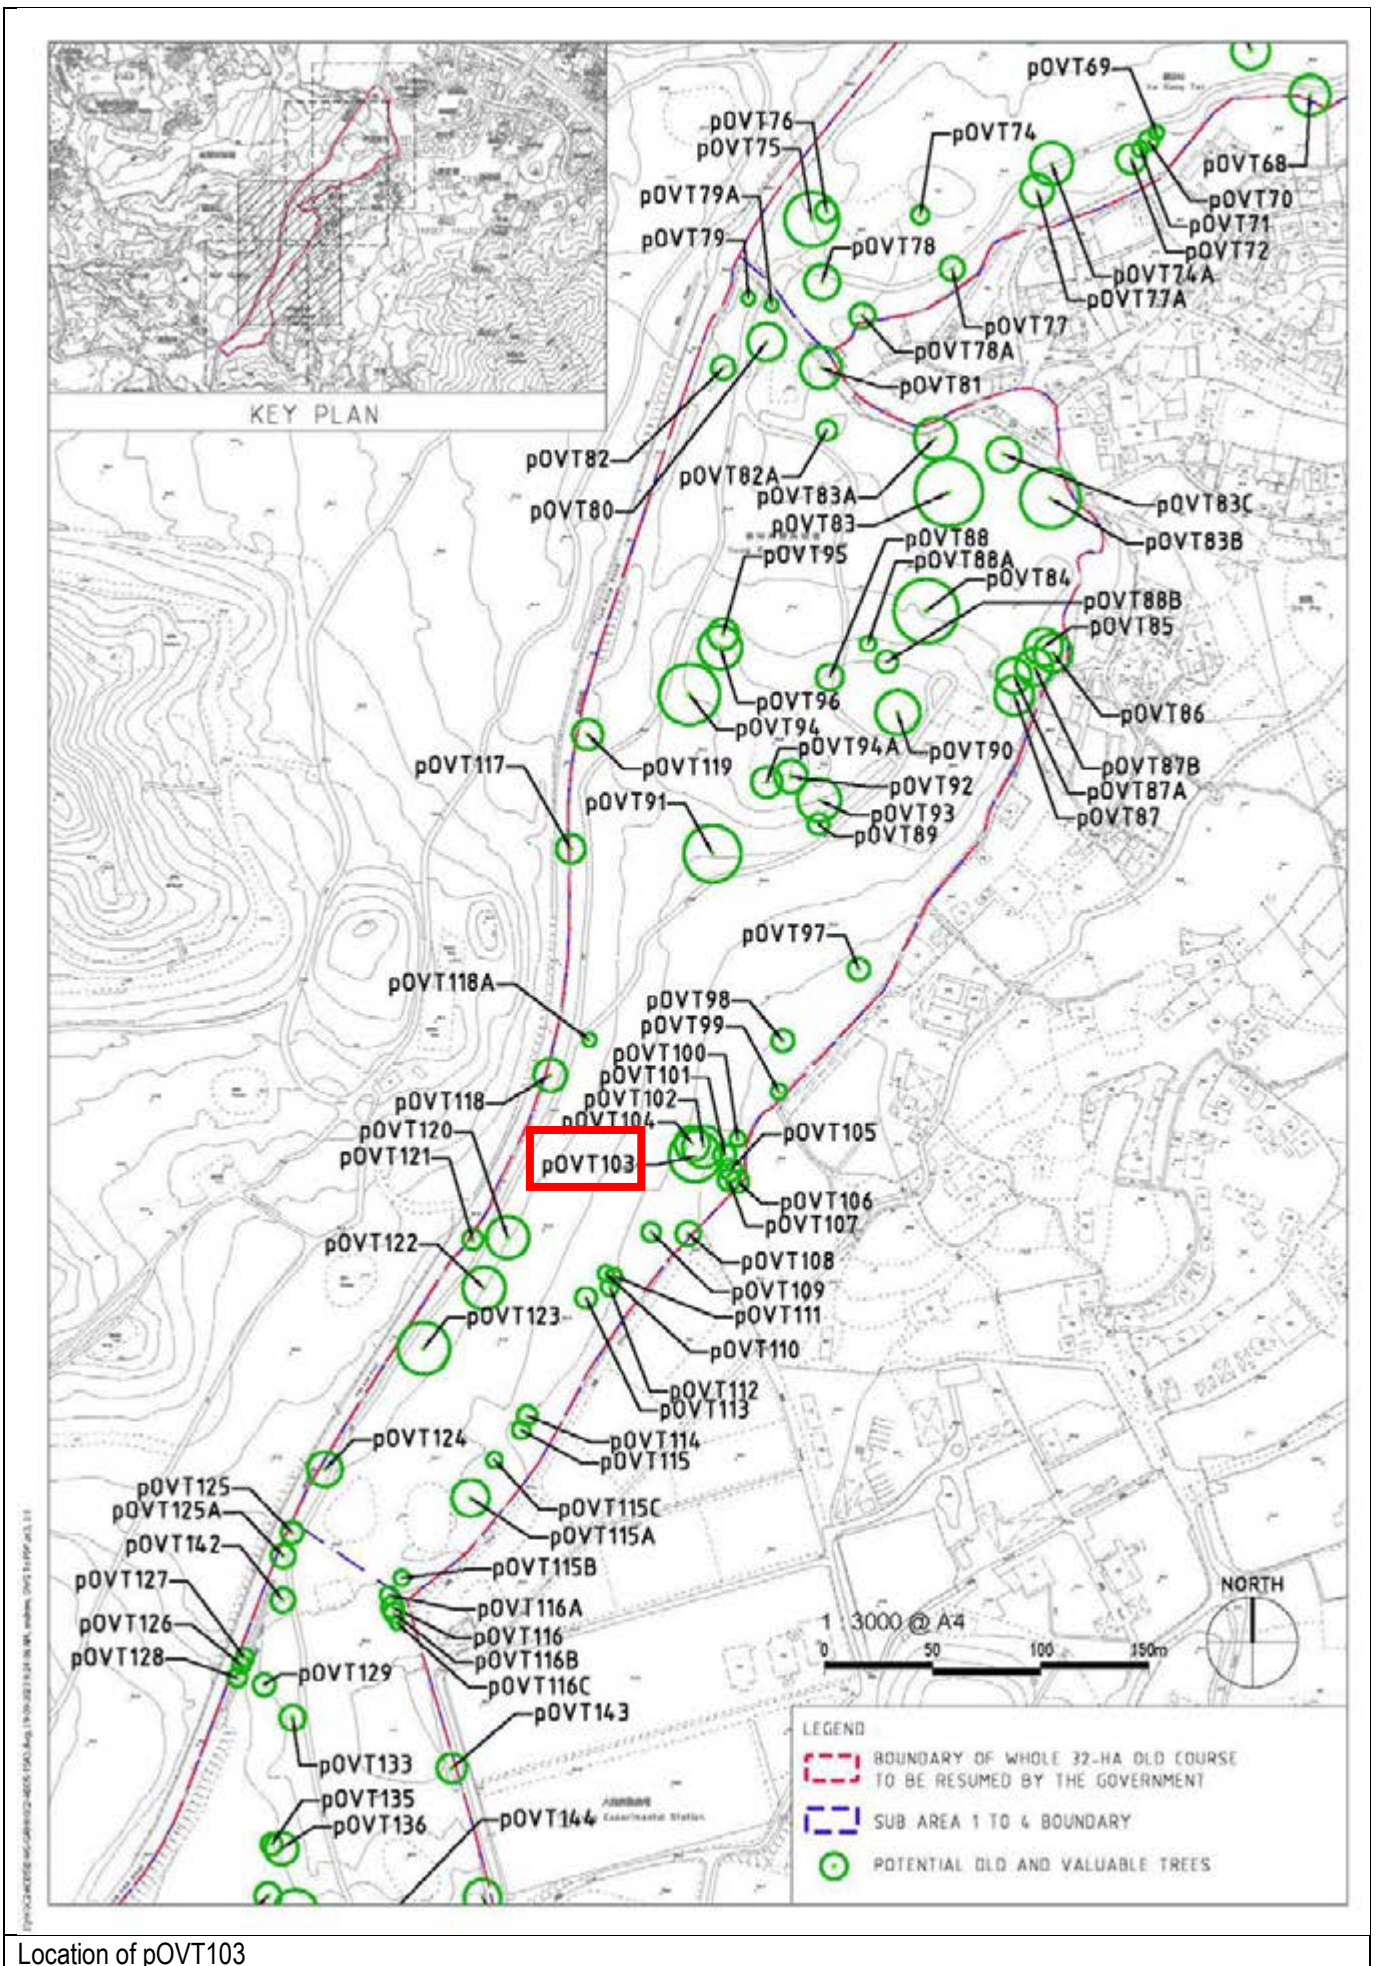 KEY PLAN
pOVT69
pOVT76
pOVT75
pOVT74
pOVT68
pOVT79A
pOVT70
pOVT71
pOVT79
pOVT78
pOVT72
pOVT74A
pOVT77A
pOVT77
pOVT78A
pOVT81
pOVT82
pOVT82A
pOVT83A
pOVT80
pOVT83
pOVT83C
pOVT88
pOVT83B
pOVT95
pOVT88A
pOVT84
pOVT88B
pOVT85
pOVT96
pOVT86
pOVT94
pOVT94A
pOVT90
pOVT117
pOVT119
pOVT92
pOVT87B
pOVT91
pOVT87A
pOVT93
pOVT87
pOVT89
pOVT97
pOVT118A
pOVT98
pOVT99
pOVT100
pOVT101
pOVT118
pOVT102
pOVT104
pOVT120
pOVT105
pOVT121
pOVT103
pOVT106
pOVT107
pOVT122
pOVT108
pOVT109
pOVT123
pOVT111
pOVT110
pOVT112
pOVT113
pOVT124
pOVT114
pOVT115
pOVT125
pOVT125A
pOVT115C
pOVT115A
pOVT142
pOVT115B
pOVT127
pOVT116A
pOVT126
pOVT116
pOVT128
pOVT116B
pOVT129
pOVT116C
pOVT143
pOVT133
pOVT135
pOVT136
pOVT144
Experimental Station
NORTH
1 3000 @ A4
0 50 100 150m
LEGEND
BOUNDARY OF WHOLE 32-HA OLD COURSE
TO BE RESUMED BY THE GOVERNMENT
SUB AREA 1 TO 4 BOUNDARY
POTENTIAL OLD AND VALUABLE TREES
Location of pOVT103